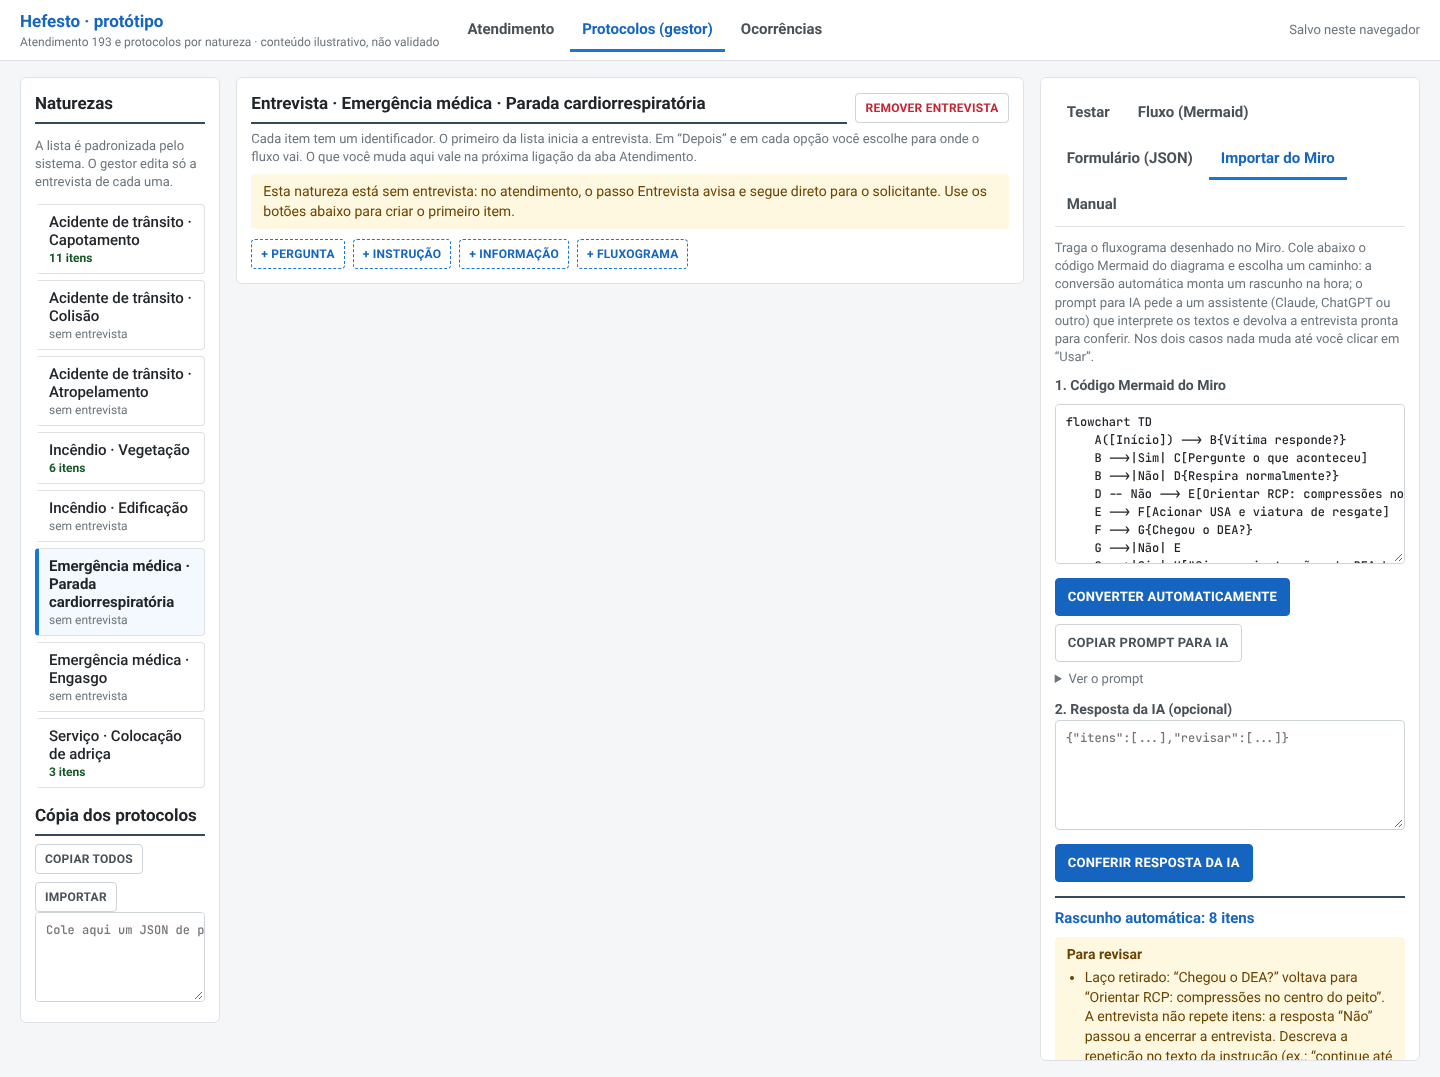 Hefesto · protótipo
Atendimento 193 e protocolos por natureza · conteúdo ilustrativo, não validado
Atendimento
Protocolos (gestor)
Ocorrências
Salvo neste navegador
Naturezas
A lista é padronizada pelo
sistema. O gestor edita só a
entrevista de cada uma.
Acidente de trânsito ·
Capotamento
11 itens
Acidente de trânsito ·
Colisão
sem entrevista
Acidente de trânsito ·
Atropelamento
sem entrevista
Incêndio · Vegetação
6 itens
Incêndio · Edificação
sem entrevista
Emergência médica ·
Parada
cardiorrespiratória
sem entrevista
Emergência médica ·
Engasgo
sem entrevista
Serviço · Colocação
de adriça
3 itens
Cópia dos protocolos
COPIAR TODOS
IMPORTAR
Cole aqui um JSON de p
Entrevista · Emergência médica · Parada cardiorrespiratória
REMOVER ENTREVISTA
Cada item tem um identificador. O primeiro da lista inicia a entrevista. Em “Depois” e em cada opção você escolhe para onde o
fluxo vai. O que você muda aqui vale na próxima ligação da aba Atendimento.
Esta natureza está sem entrevista: no atendimento, o passo Entrevista avisa e segue direto para o solicitante. Use os
botões abaixo para criar o primeiro item.
+ PERGUNTA
+ INSTRUÇÃO
+ INFORMAÇÃO
+ FLUXOGRAMA
Testar
Fluxo (Mermaid)
Formulário (JSON)
Importar do Miro
Manual
Traga o fluxograma desenhado no Miro. Cole abaixo o
código Mermaid do diagrama e escolha um caminho: a
conversão automática monta um rascunho na hora; o
prompt para IA pede a um assistente (Claude, ChatGPT ou
outro) que interprete os textos e devolva a entrevista pronta
para conferir. Nos dois casos nada muda até você clicar em
“Usar”.
1. Código Mermaid do Miro
flowchart TD
A([Início]) --> B{Vítima responde?}
B -->|Sim| C[Pergunte o que aconteceu]
B -->|Não| D{Respira normalmente?}
D -- Não --> E[Orientar RCP: compressões no
E --> F[Acionar USA e viatura de resgate]
F --> G{Chegou o DEA?}
G -->|Não| E
CONVERTER AUTOMATICAMENTE
COPIAR PROMPT PARA IA
Ver o prompt
2. Resposta da IA (opcional)
{"itens":[...],"revisar":[...]}
CONFERIR RESPOSTA DA IA
Rascunho automática: 8 itens
Para revisar
• Laço retirado: “Chegou o DEA?” voltava para
“Orientar RCP: compressões no centro do peito”.
A entrevista não repete itens: a resposta “Não”
passou a encerrar a entrevista. Descreva a
repetição no texto da instrução (ex.: “continue até